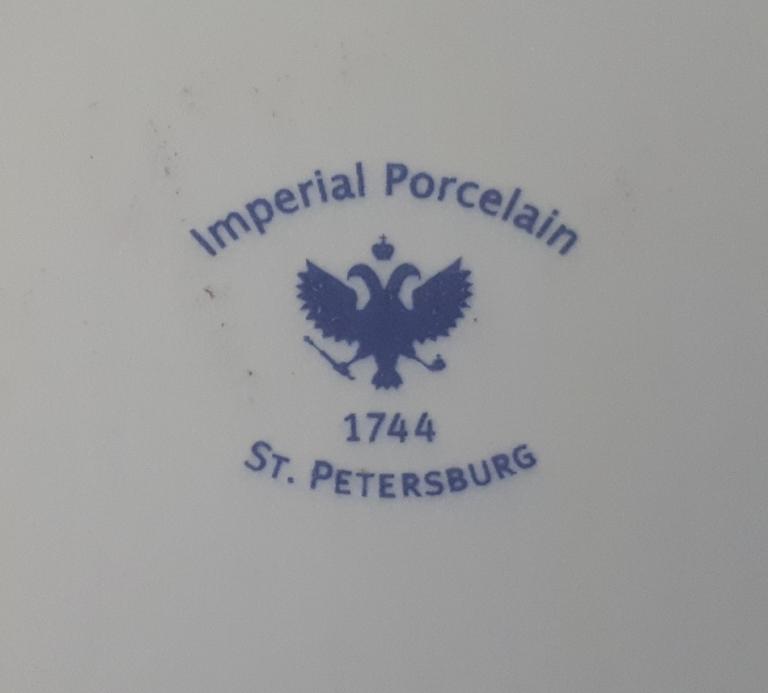 Imperial Porcelain
1744
St. Petersburg